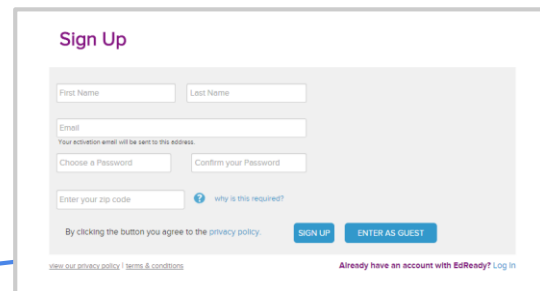 Sign Up
First Name Last Name
Email
Your activation email will be sent to this address.
Choose a Password Confirm your Password
Enter your zip code ? why is this required?
By clicking the button you agree to the privacy policy. SIGN UP ENTER AS GUEST
view our privacy policy | terms & conditions Already have an account with EdReady? Log In